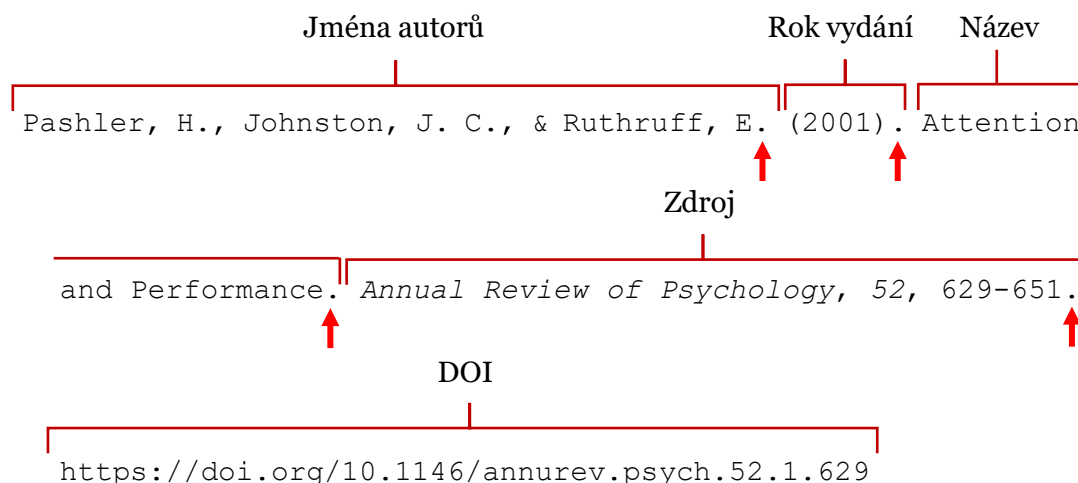 Jména autorů Rok vydání Název
Pashler, H., Johnston, J. C., & Ruthruff, E. (2001). Attention
Zdroj
and Performance. Annual Review of Psychology, 52, 629-651.
DOI
https://doi.org/10.1146/annurev.psych.52.1.629